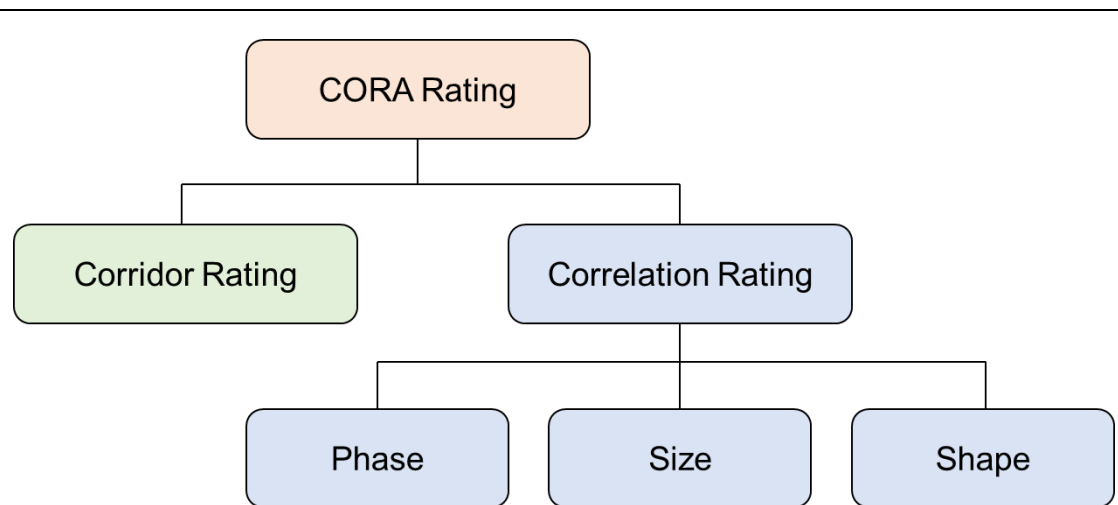 CORA Rating
Corridor Rating
Correlation Rating
Phase
Size
Shape